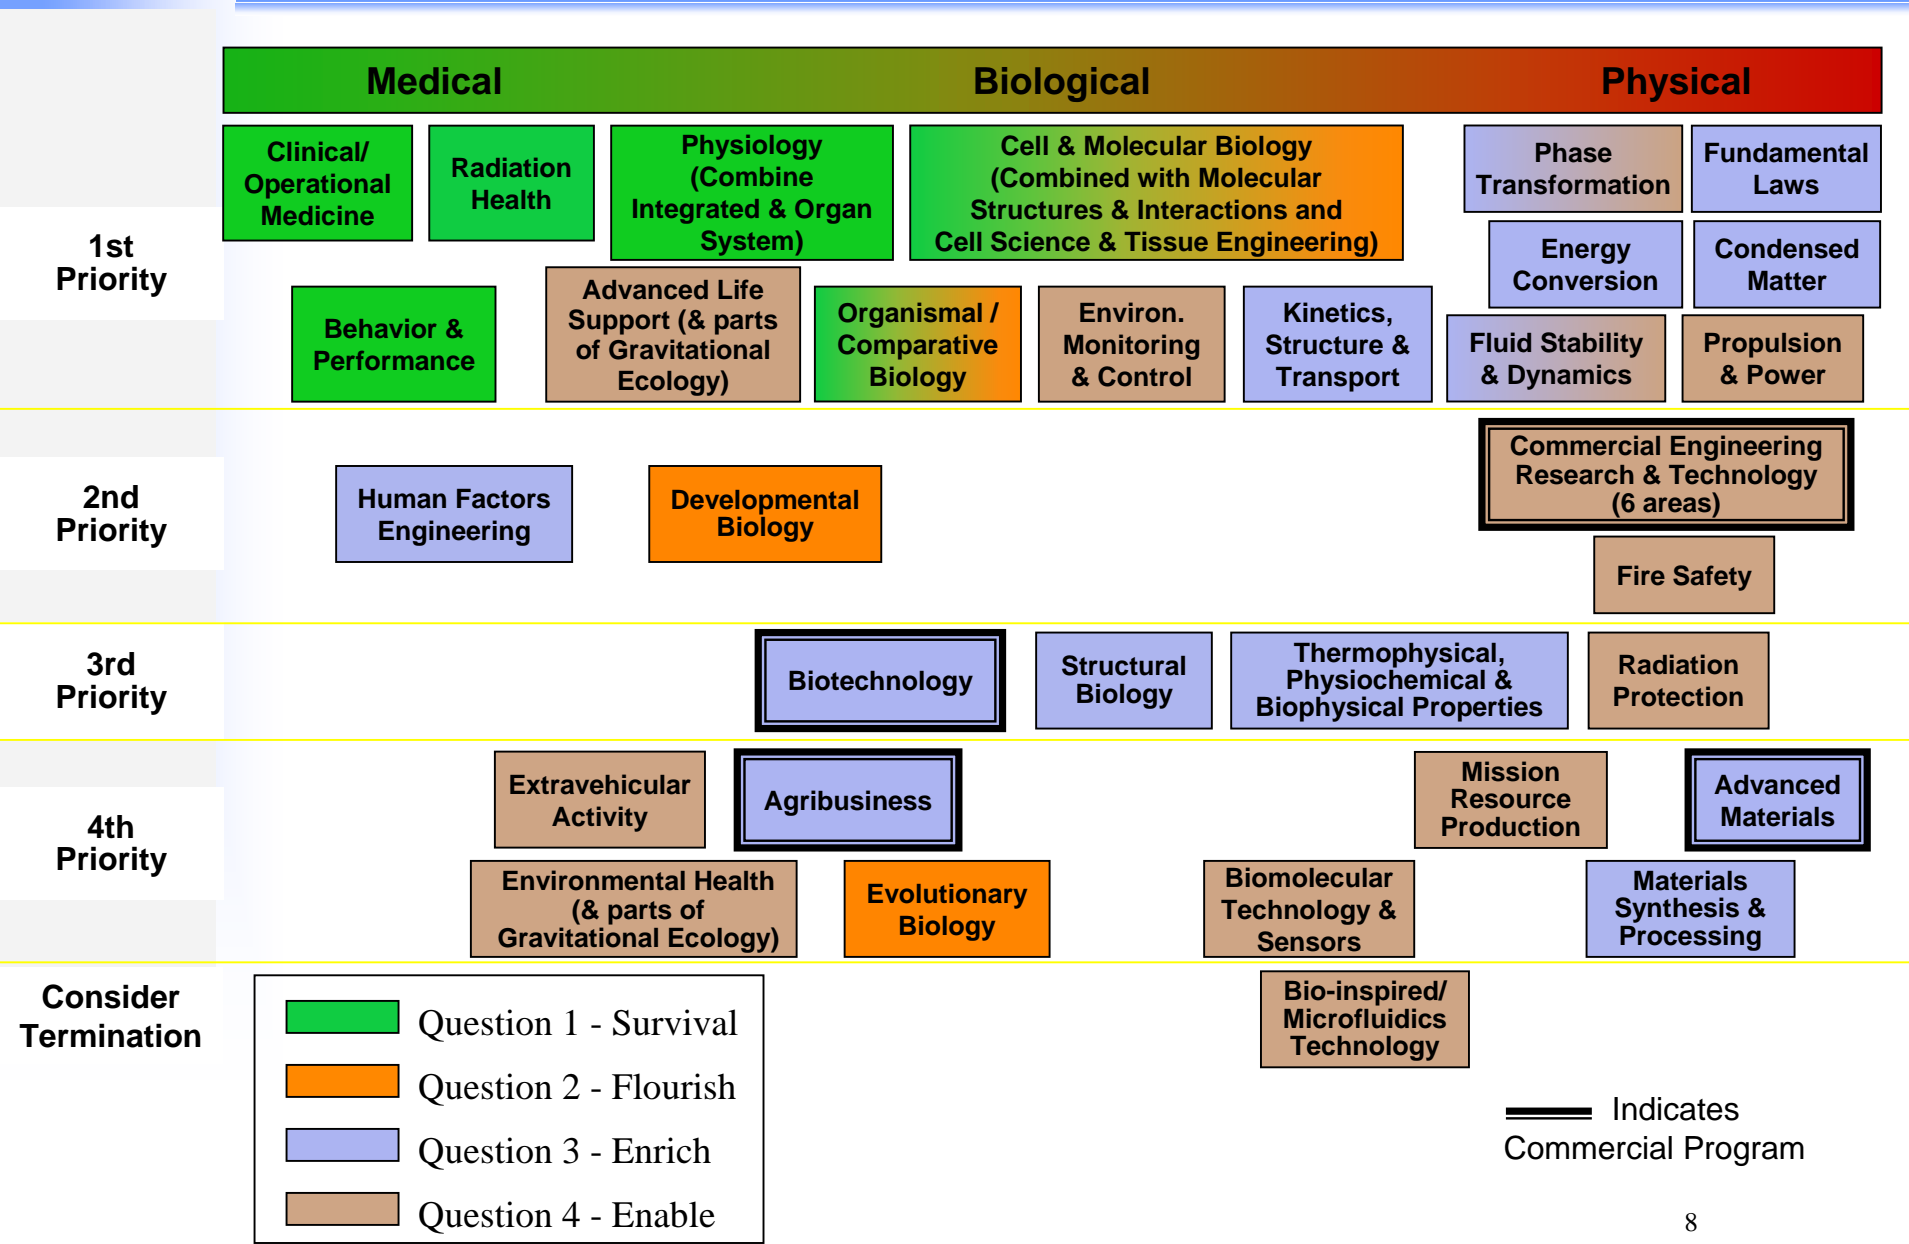 Medical
Biological
Physical
1st
Priority
Clinical/
Operational
Medicine
Radiation
Health
Physiology
(Combine
Integrated & Organ
System)
Cell & Molecular Biology
(Combined with Molecular
Structures & Interactions and
Cell Science & Tissue Engineering)
Phase
Transformation
Fundamental
Laws
Energy
Conversion
Condensed
Matter
Behavior &
Performance
Advanced Life
Support (& parts
of Gravitational
Ecology)
Organismal /
Comparative
Biology
Environ.
Monitoring
& Control
Kinetics,
Structure &
Transport
Fluid Stability
& Dynamics
Propulsion
& Power
2nd
Priority
Human Factors
Engineering
Developmental
Biology
Commercial Engineering
Research & Technology
(6 areas)
Fire Safety
3rd
Priority
Biotechnology
Structural
Biology
Thermophysical,
Physiochemical &
Biophysical Properties
Radiation
Protection
4th
Priority
Extravehicular
Activity
Agribusiness
Mission
Resource
Production
Advanced
Materials
Environmental Health
(& parts of
Gravitational Ecology)
Evolutionary
Biology
Biomolecular
Technology &
Sensors
Materials
Synthesis &
Processing
Consider
Termination
Bio-inspired/
Microfluidics
Technology
Question 1 - Survival
Question 2 - Flourish
Question 3 - Enrich
Question 4 - Enable
Indicates
Commercial Program
8